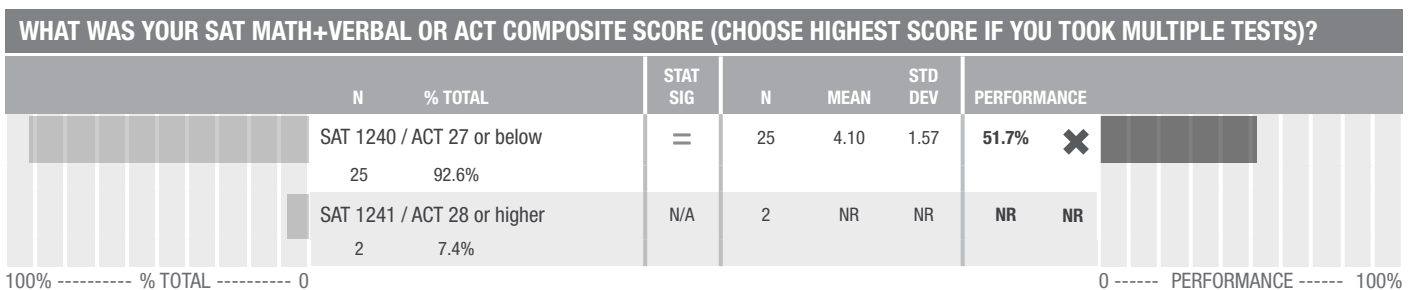 WHAT WAS YOUR SAT MATH+VERBAL OR ACT COMPOSITE SCORE (CHOOSE HIGHEST SCORE IF YOU TOOK MULTIPLE TESTS)?
N % TOTAL STAT SIG N MEAN STD DEV PERFORMANCE
SAT 1240 / ACT 27 or below = 25 4.10 1.57 51.7% ✖
25 92.6%
SAT 1241 / ACT 28 or higher N/A 2 NR NR NR NR
2 7.4%
100% ---------- % TOTAL ---------- 0 0 ------ PERFORMANCE ------ 100%